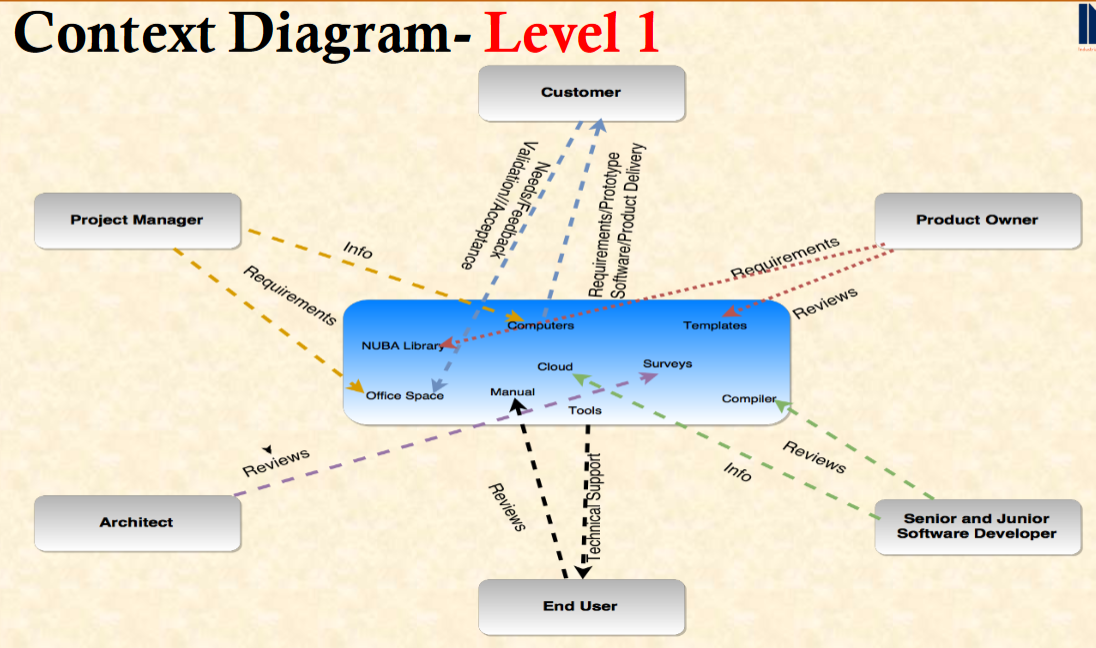 Context Diagram- Level 1
Customer
Project Manager
Product Owner
Needs/Feedback
Validation//Acceptance
Requirements/Prototype
Software/Product Delivery
Info
Requirements
Requirements
Reviews
Computers
Templates
NUBA Library
Cloud
Surveys
Office Space
Manual
Compiler
Tools
Reviews
Reviews
Info
Reviews
Technical Support
Architect
Senior and Junior
Software Developer
End User